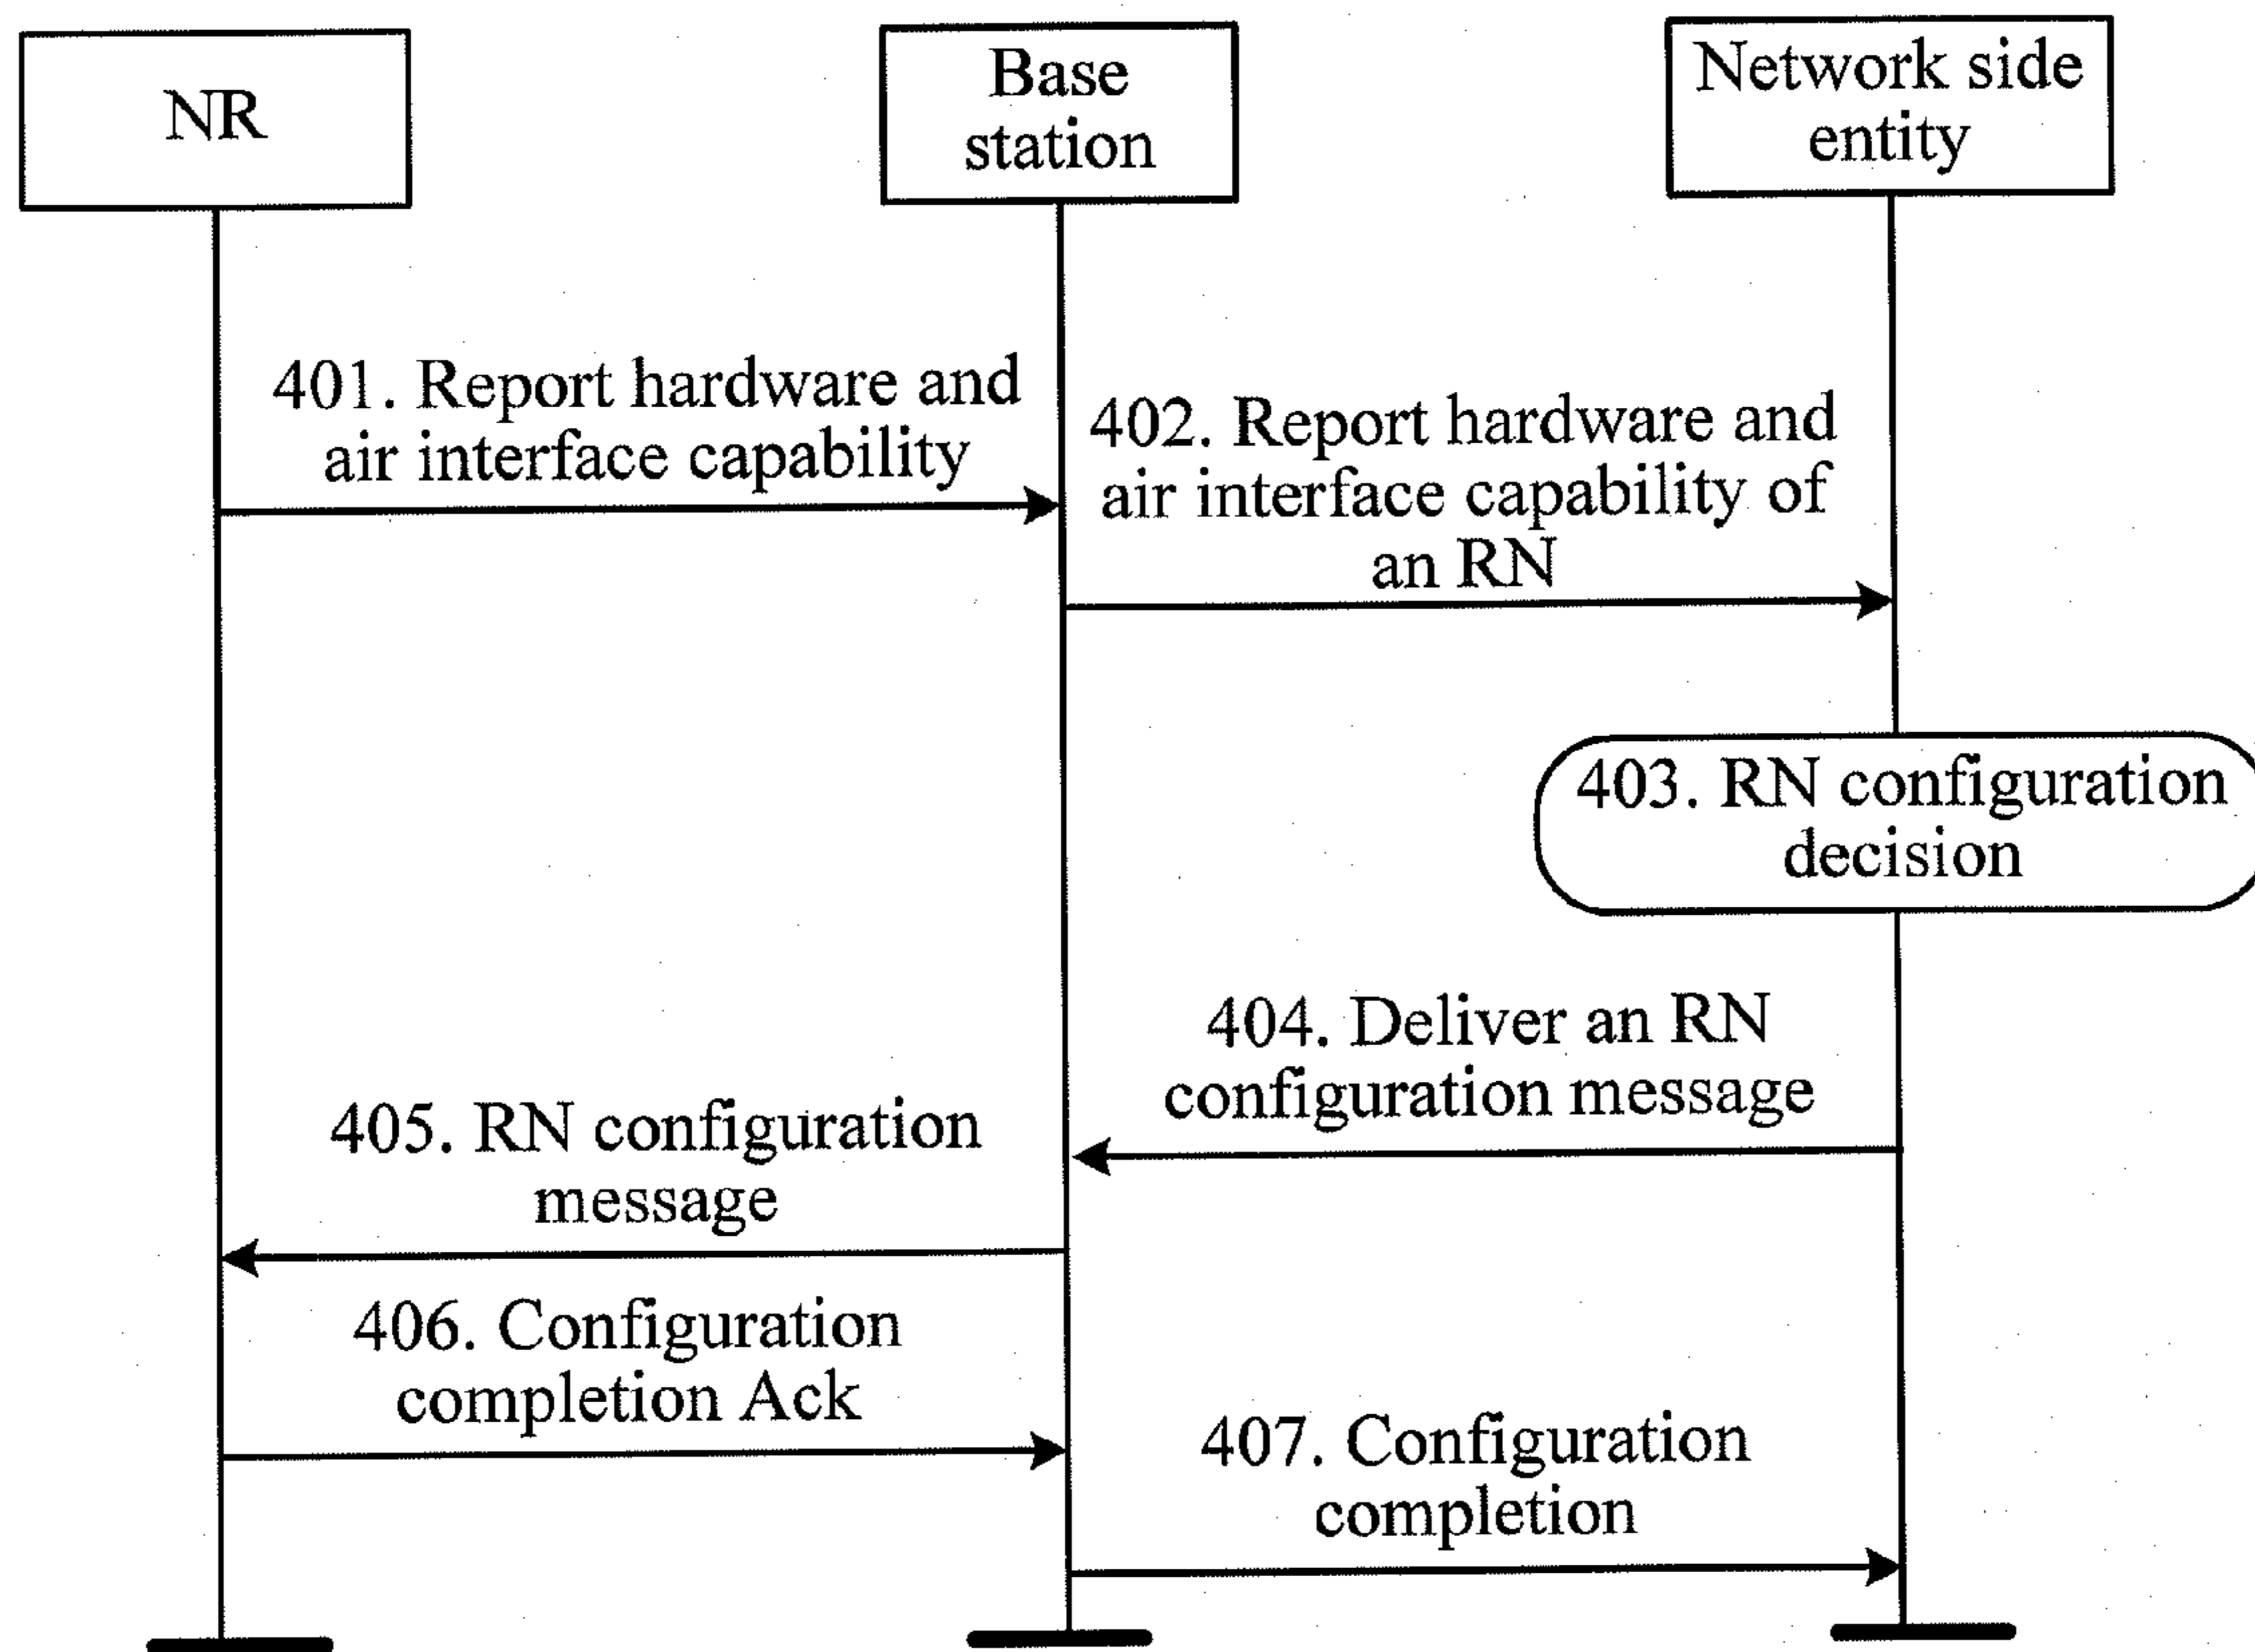 NR
Base
station
Network side
entity
401. Report hardware and
air interface capability
402. Report hardware and
air interface capability of
an RN
403. RN configuration
decision
404. Deliver an RN
configuration message
405. RN configuration
message
406. Configuration
completion Ack
407. Configuration
completion